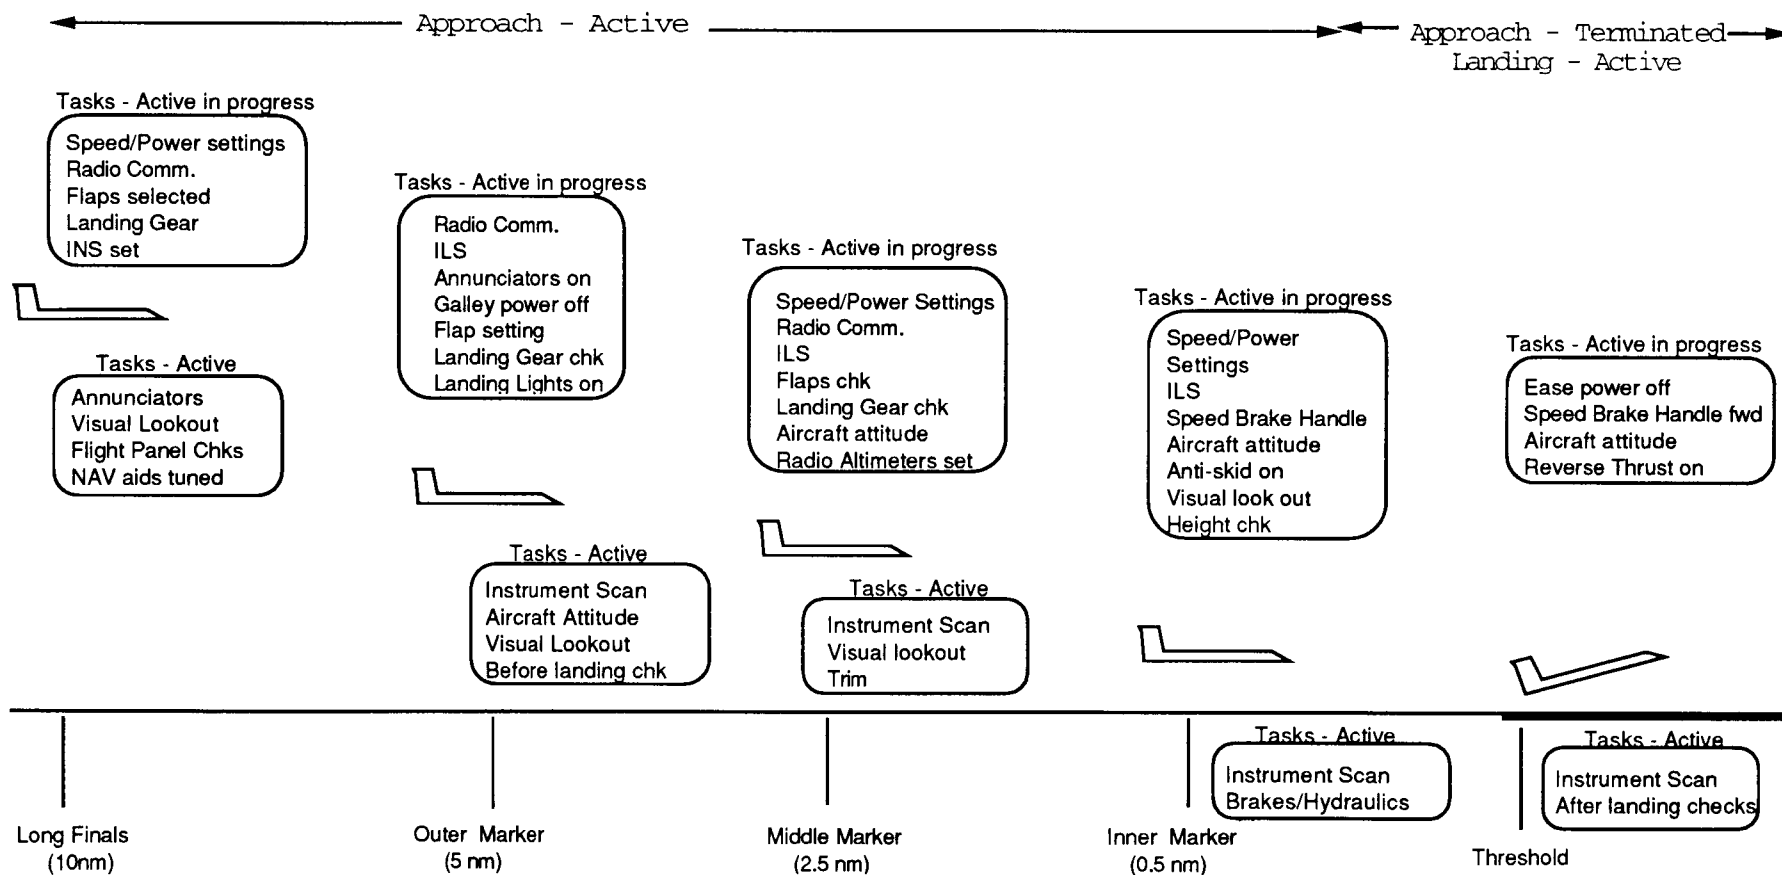 Approach - Active
Approach - Terminated
Landing - Active
Tasks - Active in progress
Speed/Power settings
Radio Comm.
Flaps selected
Landing Gear
INS set
Tasks - Active
Annunciators
Visual Lookout
Flight Panel Chks
NAV aids tuned
Tasks - Active in progress
Radio Comm.
ILS
Annunciators on
Galley power off
Flap setting
Landing Gear chk
Landing Lights on
Tasks - Active
Instrument Scan
Aircraft Attitude
Visual Lookout
Before landing chk
Tasks - Active in progress
Speed/Power Settings
Radio Comm.
ILS
Flaps chk
Landing Gear chk
Aircraft attitude
Radio Altimeters set
Tasks - Active
Instrument Scan
Visual lookout
Trim
Tasks - Active in progress
Speed/Power
Settings
ILS
Speed Brake Handle
Aircraft attitude
Anti-skid on
Visual look out
Height chk
Tasks - Active
Instrument Scan
Brakes/Hydraulics
Tasks - Active in progress
Ease power off
Speed Brake Handle fwd
Aircraft attitude
Reverse Thrust on
Tasks - Active
Instrument Scan
After landing checks
Long Finals
(10nm)
Outer Marker
(5 nm)
Middle Marker
(2.5 nm)
Inner Marker
(0.5 nm)
Threshold